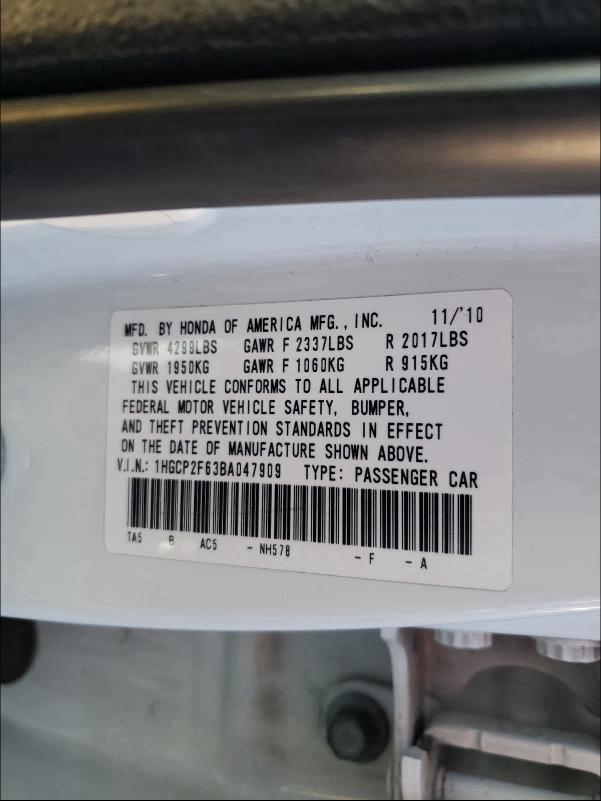 MFD. BY HONDA OF AMERICA MFG., INC. 11/'10
GVWR 4299LBS GAWR F 2337LBS R 2017LBS
GVWR 1950KG GAWR F 1060KG R 915KG
THIS VEHICLE CONFORMS TO ALL APPLICABLE
FEDERAL MOTOR VEHICLE SAFETY, BUMPER,
AND THEFT PREVENTION STANDARDS IN EFFECT
ON THE DATE OF MANUFACTURE SHOWN ABOVE.
V.I.N.: 1HGCP2F63BA047909 TYPE: PASSENGER CAR
TA5 B AC5 - NH578 - F - A